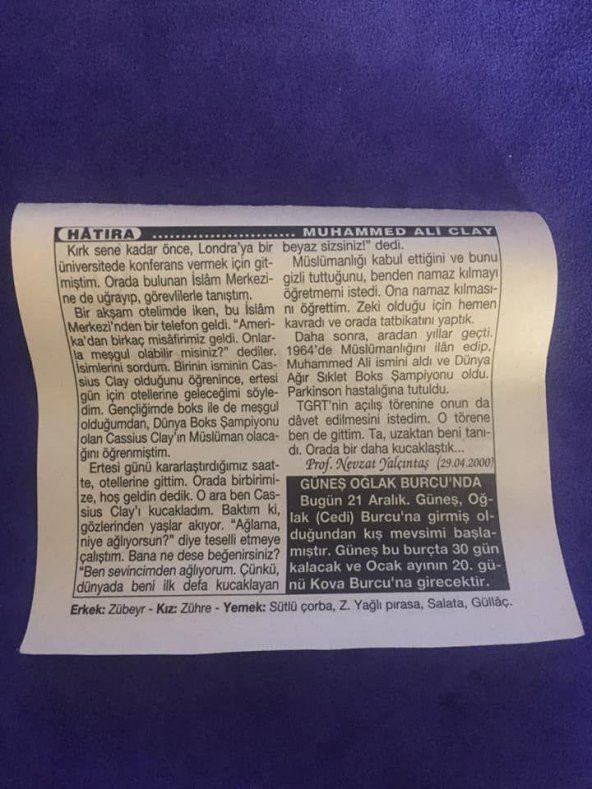 HÂTIRA ........................ MUHAMMED ALİ CLAY
Kırk sene kadar önce, Londra'ya bir
üniversitede konferans vermek için git-
miştim. Orada bulunan İslâm Merkezi-
ne de uğrayıp, görevlilerle tanıştım.
Bir akşam otelimde iken, bu İslâm
Merkezi'nden bir telefon geldi. "Ameri-
ka'dan birkaç misafirimiz geldi. Onlar-
la meşgul olabilir misiniz?" dediler.
İsimlerini sordum. Birinin isminin Cas-
sius Clay olduğunu öğrenince, ertesi
gün için otellerine geleceğimi söyle-
dim. Gençliğimde boks ile de meşgul
olduğumdan, Dünya Boks Şampiyonu
olan Cassius Clay'ın Müslüman olaca-
ğını öğrenmiştim.
Ertesi günü kararlaştırdığımız saat-
te, otellerine gittim. Orada birbirimi-
ze, hoş geldin dedik. O ara ben Cas-
sius Clay'ı kucakladım. Baktım ki,
gözlerinden yaşlar akıyor. "Ağlama,
niye ağlıyorsun?" diye teselli etmeye
çalıştım. Bana ne dese beğenirsiniz?
"Ben sevincimden ağlıyorum. Çünkü,
dünyada beni ilk defa kucaklayan
beyaz sizsiniz!" dedi.
Müslümanlığı kabul ettiğini ve bunu
gizli tuttuğunu, benden namaz kılmayı
öğretmemi istedi. Ona namaz kılması-
nı öğrettim. Zeki olduğu için hemen
kavradı ve orada tatbikatını yaptık.
Daha sonra, aradan yıllar geçti.
1964'de Müslümanlığını ilân edip,
Muhammed Ali ismini aldı ve Dünya
Ağır Sıklet Boks Şampiyonu oldu.
Parkinson hastalığına tutuldu.
TGRT'nin açılış törenine onun da
dâvet edilmesini istedim. O törene
ben de gittim. Ta, uzaktan beni tanı-
dı. Orada bir daha kucaklaştık...
Prof. Nevzat Yalçıntaş (29.04.2000)
GÜNEŞ OĞLAK BURCU'NDA
Bugün 21 Aralık. Güneş, Oğ-
lak (Cedi) Burcu'na girmiş ol-
duğundan kış mevsimi başla-
mıştır. Güneş bu burçta 30 gün
kalacak ve Ocak ayının 20. gü-
nü Kova Burcu'na girecektir.
Erkek: Zübeyr - Kız: Zühre - Yemek: Sütlü çorba, Z. Yağlı pırasa, Salata, Güllâç.